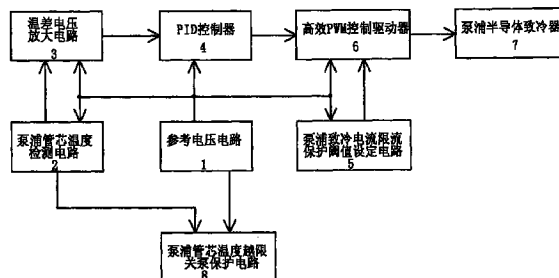 温差电压
放大电路
3
PID控制器
4
高效PWM控制驱动器
6
泵浦半导体致冷器
7
泵浦管芯温度
检测电路
2
参考电压电路
1
泵浦致冷电流限流
保护阈值设定电路
5
泵浦管芯温度越限
关泵保护电路
8